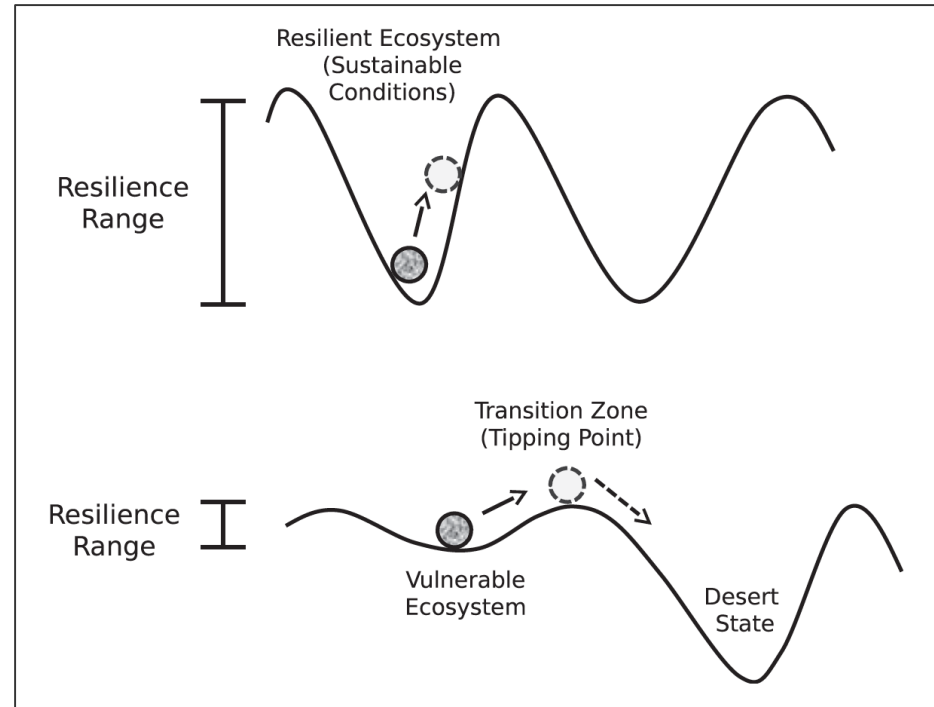 Resilient Ecosystem
(Sustainable
Conditions)
Resilience
Range
Transition Zone
(Tipping Point)
Resilience
Range
Vulnerable
Ecosystem
Desert
State